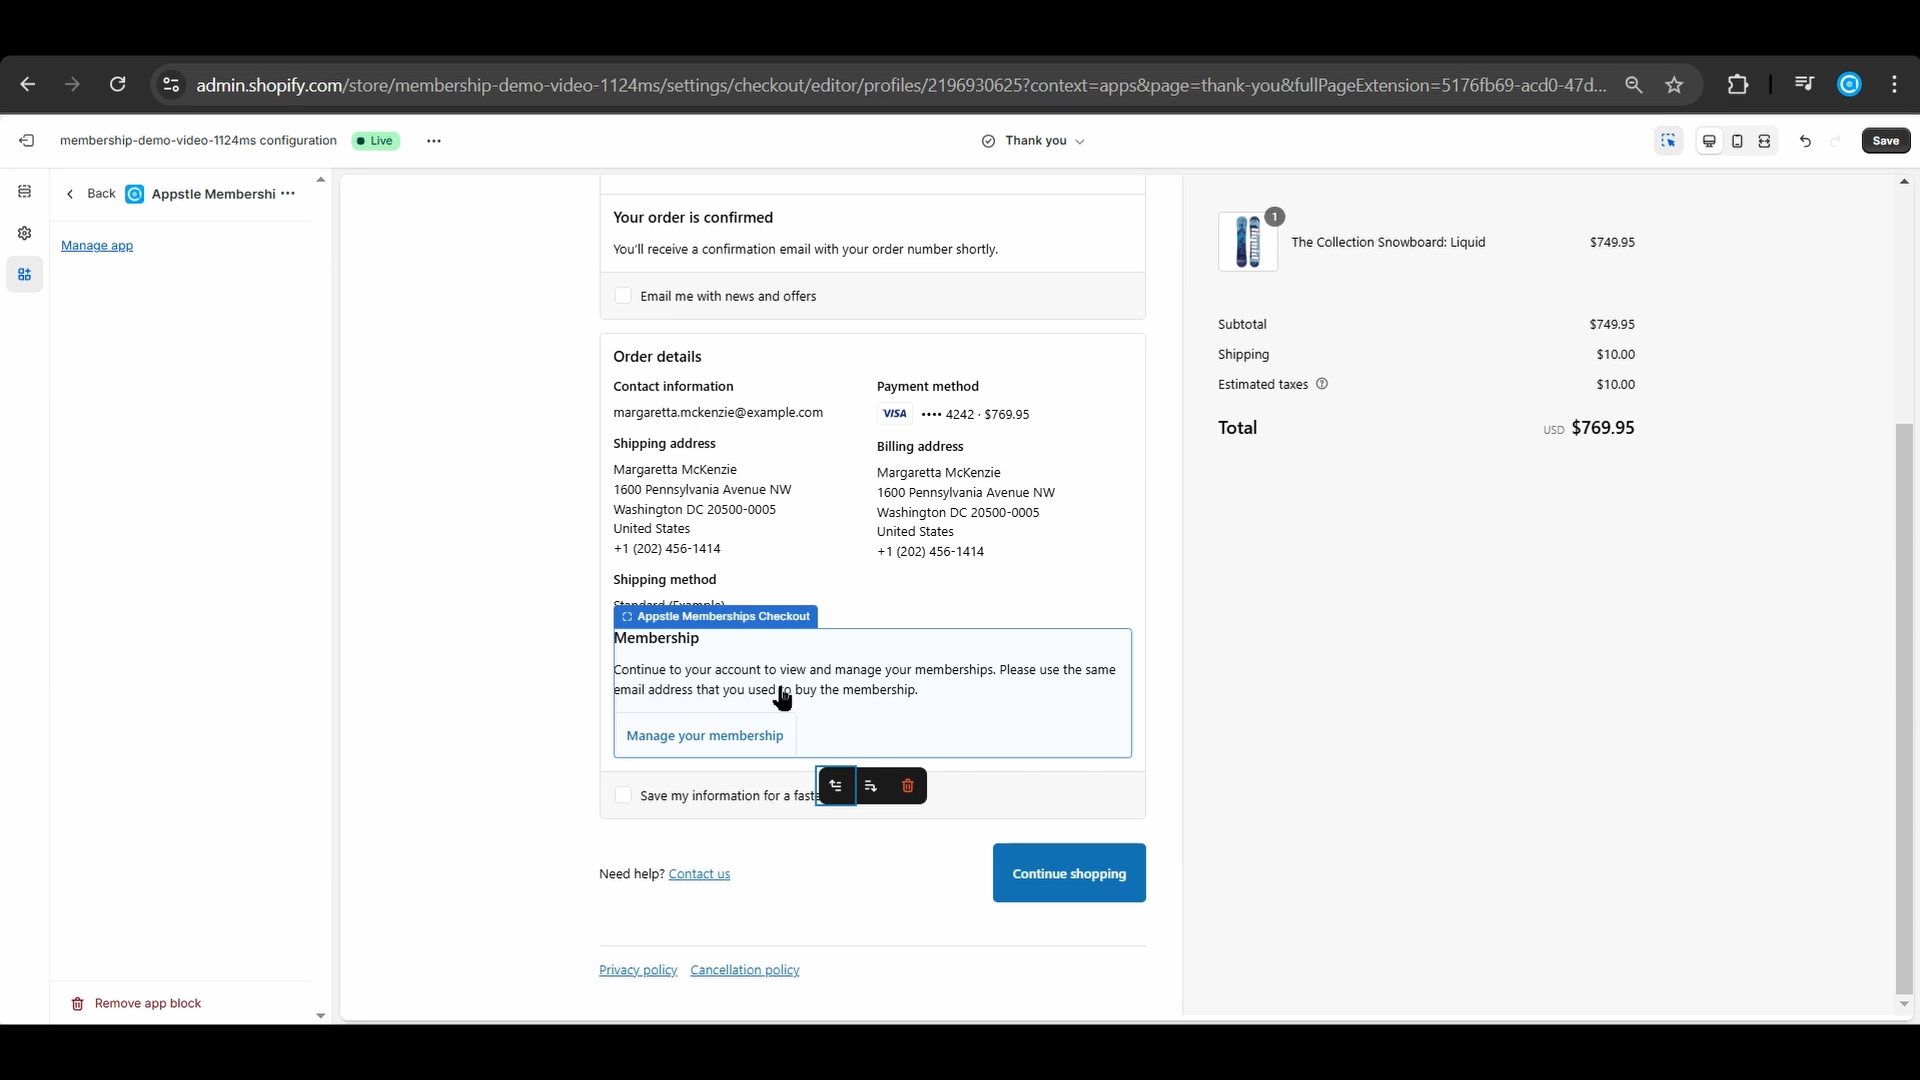 admin.shopify.com/store/membership-demo-video-1124ms/settings/checkout/editor/profiles/2196930625?context=apps&page=thank-you&fullPageExtension=5176fb69-acd0-47d...
membership-demo-video-1124ms configuration
Live
Thank you
Save
Back
Appstle Membershi
Manage app
Your order is confirmed
You'll receive a confirmation email with your order number shortly.
Email me with news and offers
Order details
Contact information
margaretta.mckenzie@example.com
Shipping address
Margaretta McKenzie
1600 Pennsylvania Avenue NW
Washington DC 20500-0005
United States
+1 (202) 456-1414
Shipping method
Standard (Example)
Payment method
VISA •••• 4242 · $769.95
Billing address
Margaretta McKenzie
1600 Pennsylvania Avenue NW
Washington DC 20500-0005
United States
+1 (202) 456-1414
Appstle Memberships Checkout
Membership
Continue to your account to view and manage your memberships. Please use the same
email address that you used to buy the membership.
Manage your membership
Save my information for a faste
Need help? Contact us
Continue shopping
Privacy policy
Cancellation policy
1
The Collection Snowboard: Liquid $749.95
Subtotal $749.95
Shipping $10.00
Estimated taxes $10.00
Total USD $769.95
Remove app block